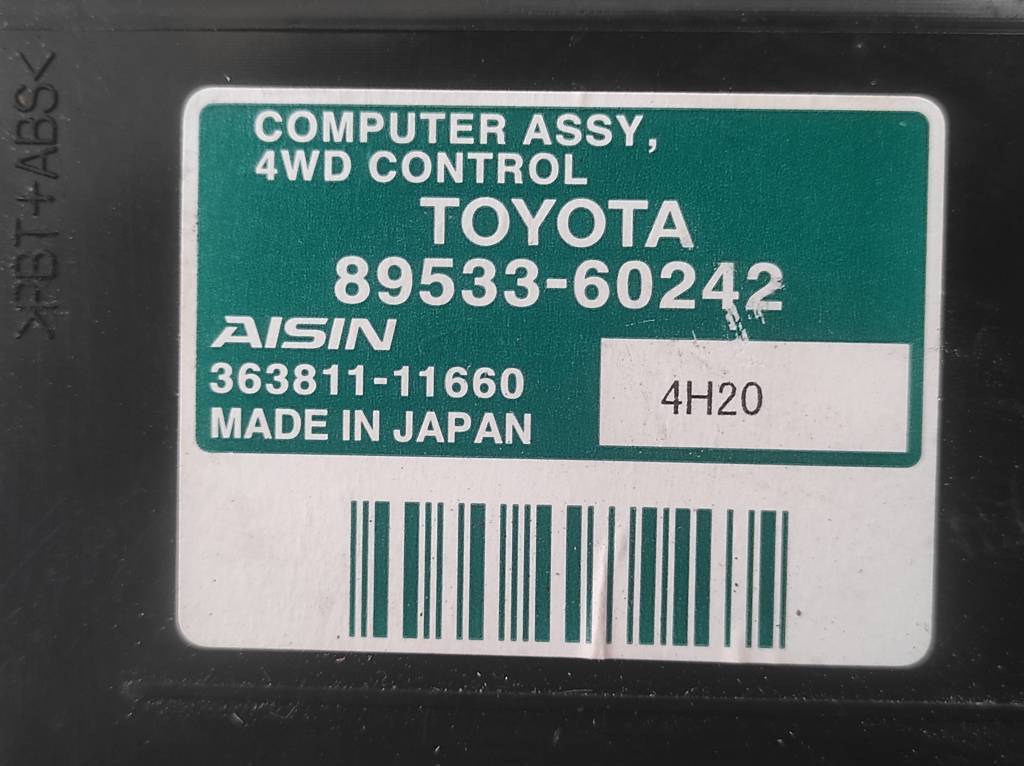 >PBT+ABS<
COMPUTER ASSY,
4WD CONTROL
TOYOTA
89533-60242
AISIN
363811-11660
MADE IN JAPAN
4H20